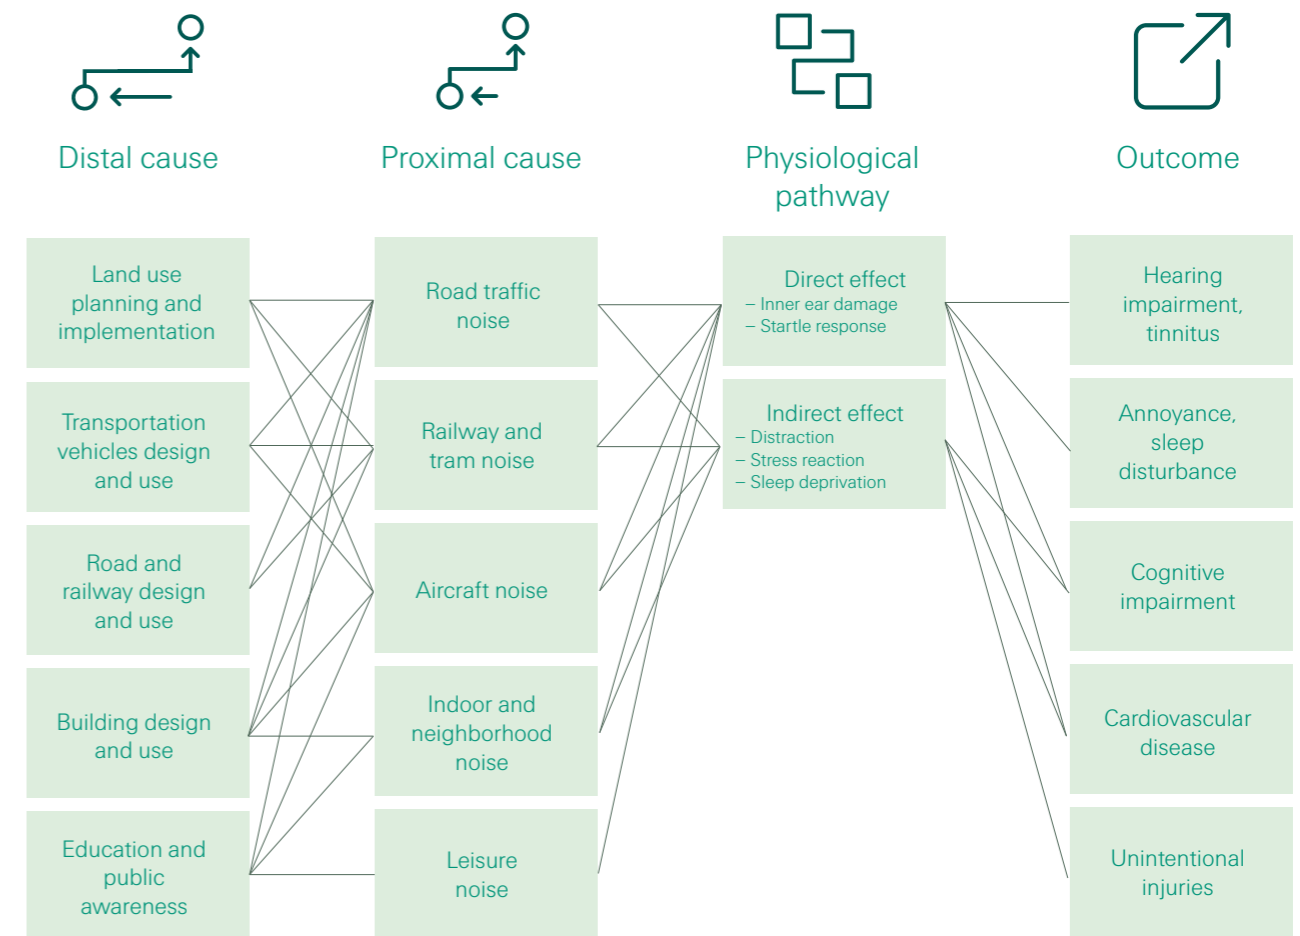 Distal cause
Proximal cause
Physiological
pathway
Outcome
Land use
planning and
implementation
Transportation
vehicles design
and use
Road and
railway design
and use
Building design
and use
Education and
public
awareness
Road traffic
noise
Railway and
tram noise
Aircraft noise
Indoor and
neighborhood
noise
Leisure
noise
Direct effect
– Inner ear damage
– Startle response
Indirect effect
– Distraction
– Stress reaction
– Sleep deprivation
Hearing
impairment,
tinnitus
Annoyance,
sleep
disturbance
Cognitive
impairment
Cardiovascular
disease
Unintentional
injuries